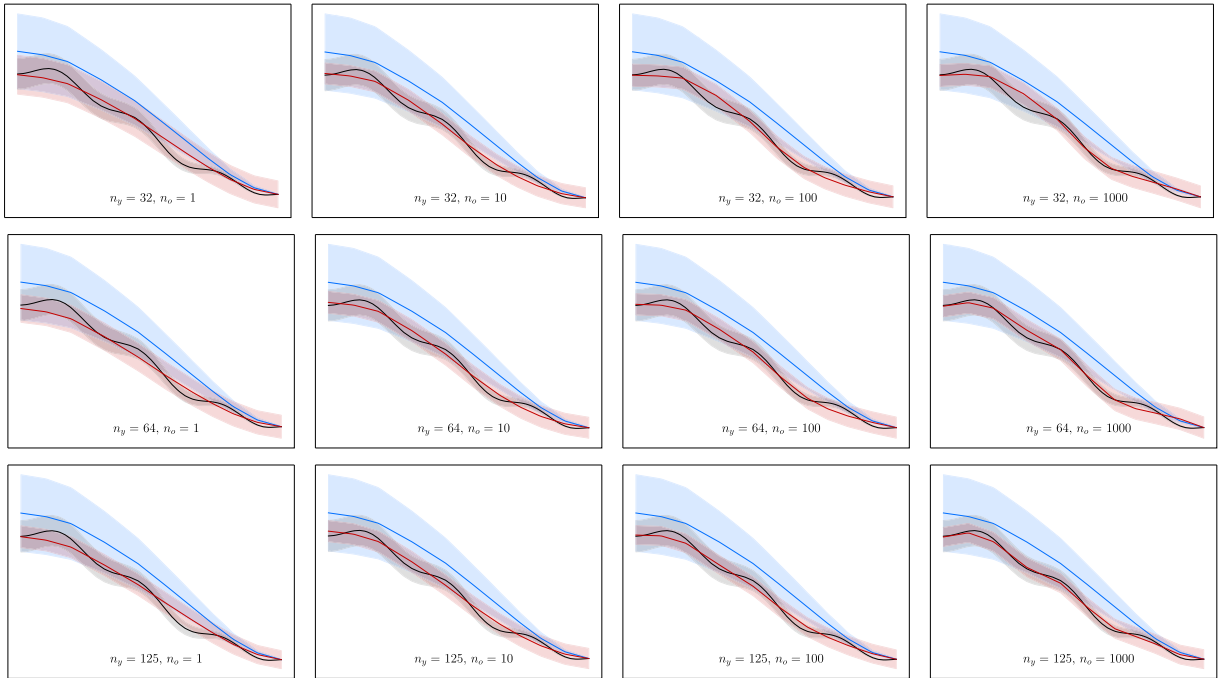 n_y = 32, n_o = 1
n_y = 32, n_o = 10
n_y = 32, n_o = 100
n_y = 32, n_o = 1000
n_y = 64, n_o = 1
n_y = 64, n_o = 10
n_y = 64, n_o = 100
n_y = 64, n_o = 1000
n_y = 125, n_o = 1
n_y = 125, n_o = 10
n_y = 125, n_o = 100
n_y = 125, n_o = 1000